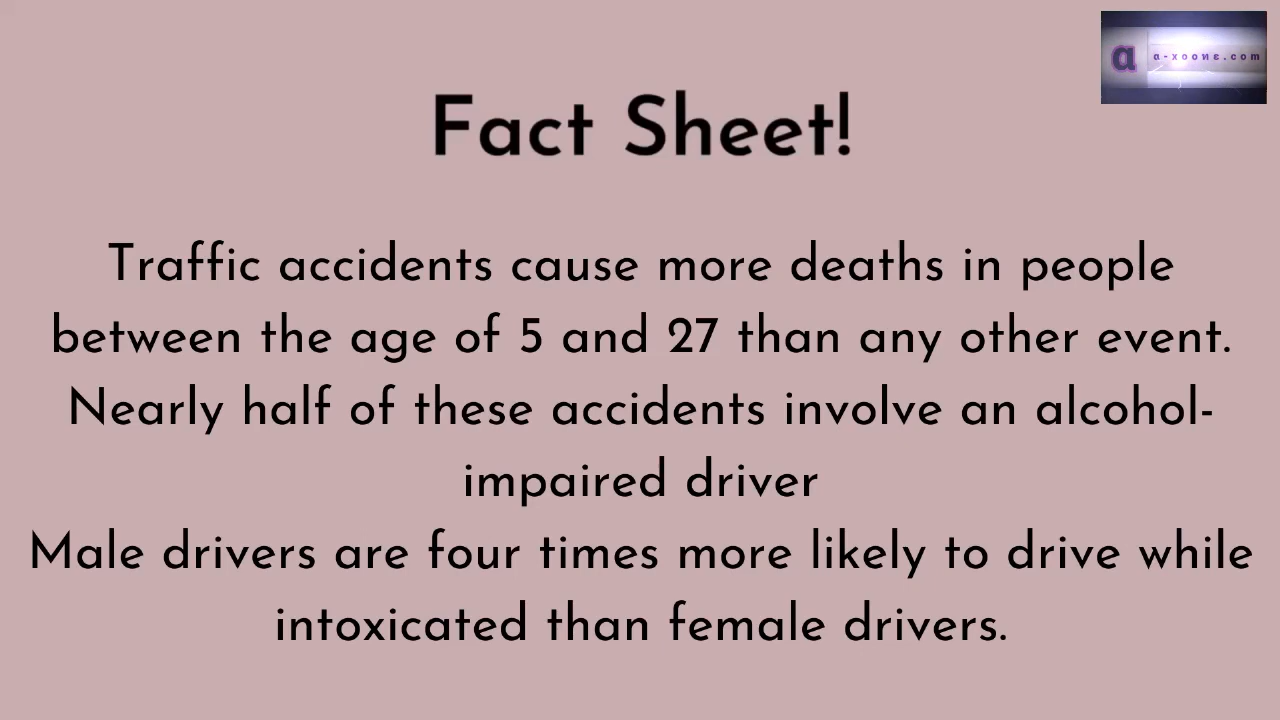 a a-xooné.com
Fact Sheet!
Traffic accidents cause more deaths in people
between the age of 5 and 27 than any other event.
Nearly half of these accidents involve an alcohol-
impaired driver
Male drivers are four times more likely to drive while
intoxicated than female drivers.